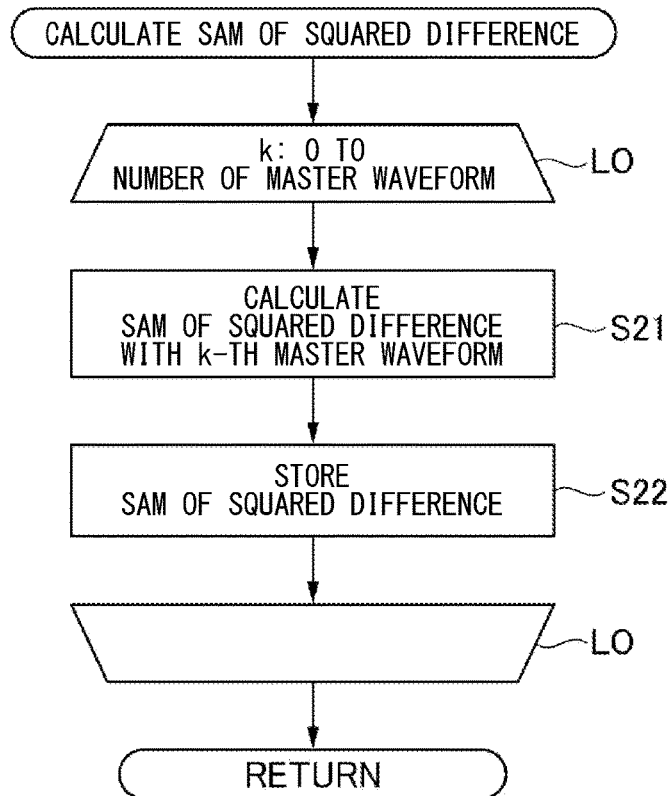 CALCULATE SAM OF SQUARED DIFFERENCE
k: 0 TO
NUMBER OF MASTER WAVEFORM
LO
CALCULATE
SAM OF SQUARED DIFFERENCE
WITH k-TH MASTER WAVEFORM
S21
STORE
SAM OF SQUARED DIFFERENCE
S22
LO
RETURN